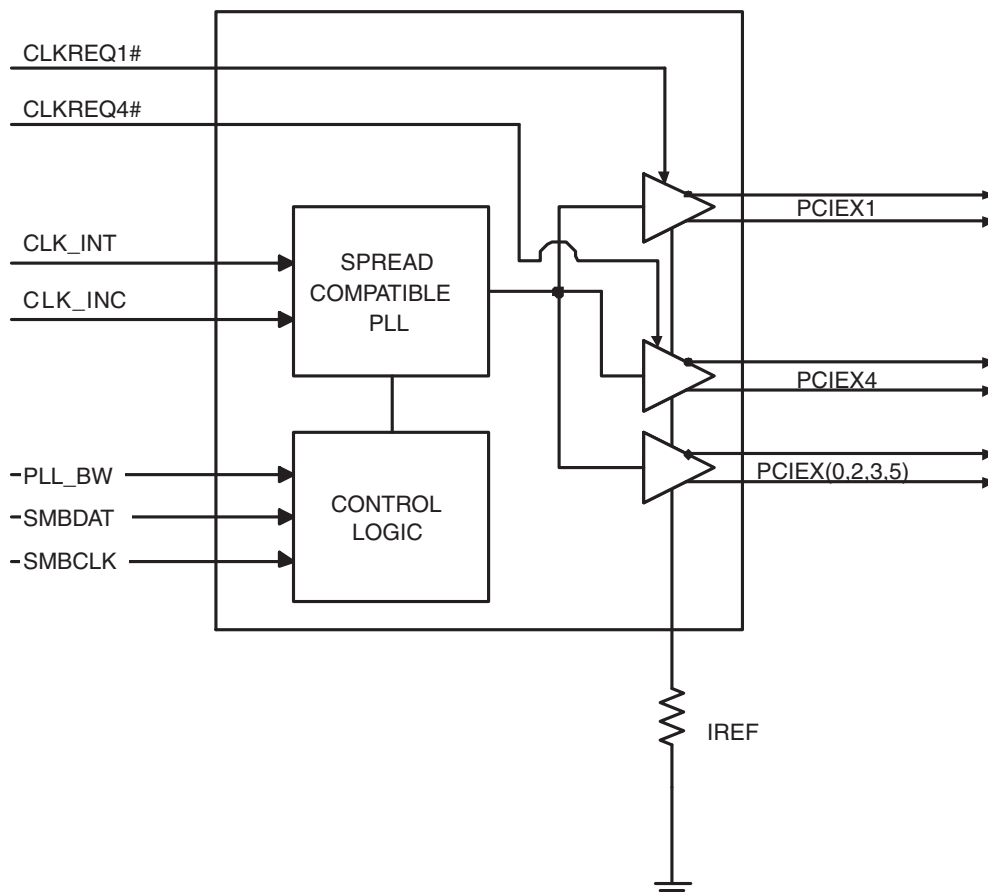 CLKREQ1#
CLKREQ4#
PCIEX1
CLK_INT
SPREAD
COMPATIBLE
PLL
CLK_INC
PCIEX4
PLL_BW
PCIEX(0,2,3,5)
CONTROL
LOGIC
SMBDAT
SMBCLK
IREF